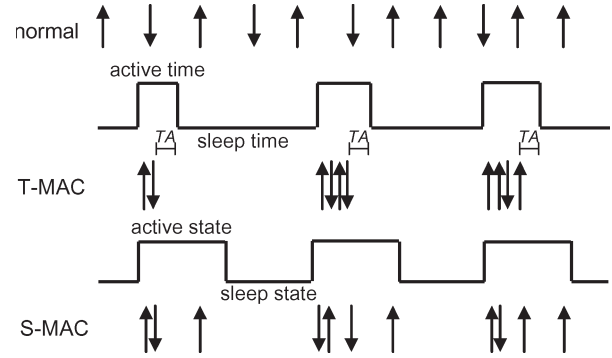 normal
active time
TA
TA
TA
sleep time
T-MAC
active state
sleep state
S-MAC